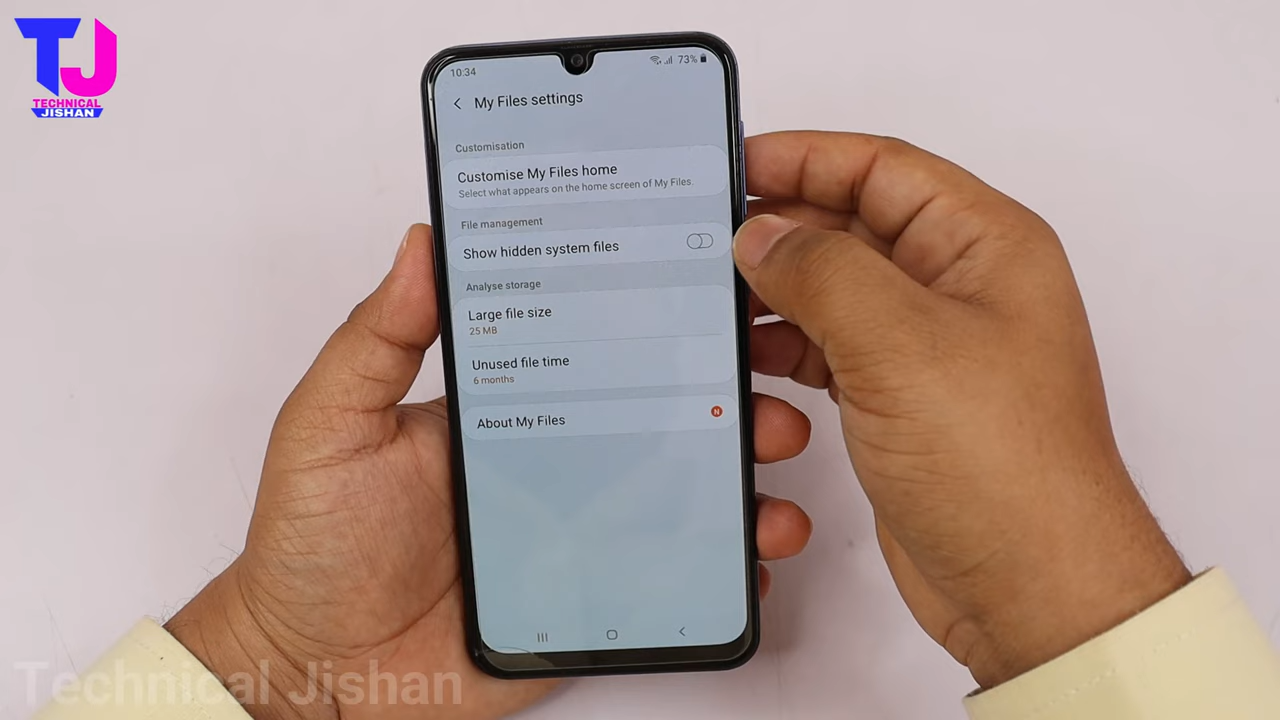 TJ
TECHNICAL
JISHAN
10:34
73%
My Files settings
Customisation
Customise My Files home
Select what appears on the home screen of My Files.
File management
Show hidden system files
Analyse storage
Large file size
25 MB
Unused file time
6 months
About My Files
N
Technical Jishan